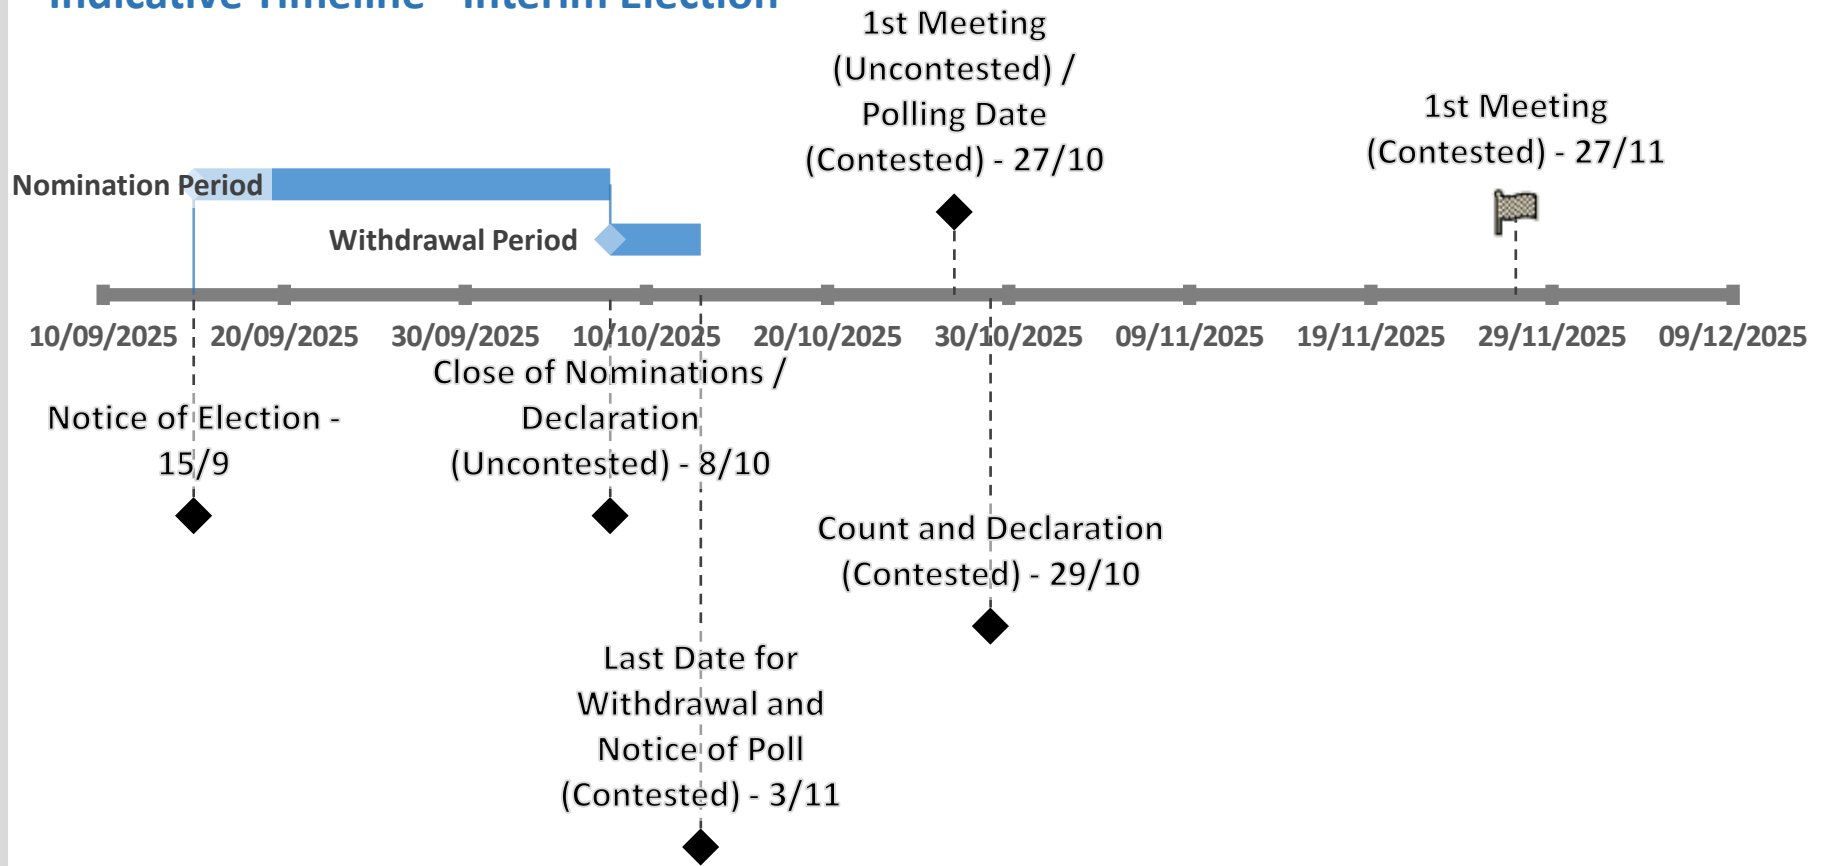 Indicative Timeline - Interim Election
1st Meeting
(Uncontested) /
Polling Date
(Contested) - 27/10
1st Meeting
(Contested) - 27/11
Nomination Period
Withdrawal Period
10/09/2025 20/09/2025 30/09/2025 10/10/2025 20/10/2025 30/10/2025 09/11/2025 19/11/2025 29/11/2025 09/12/2025
Notice of Election -
15/9
Close of Nominations /
Declaration
(Uncontested) - 8/10
Count and Declaration
(Contested) - 29/10
Last Date for
Withdrawal and
Notice of Poll
(Contested) - 3/11